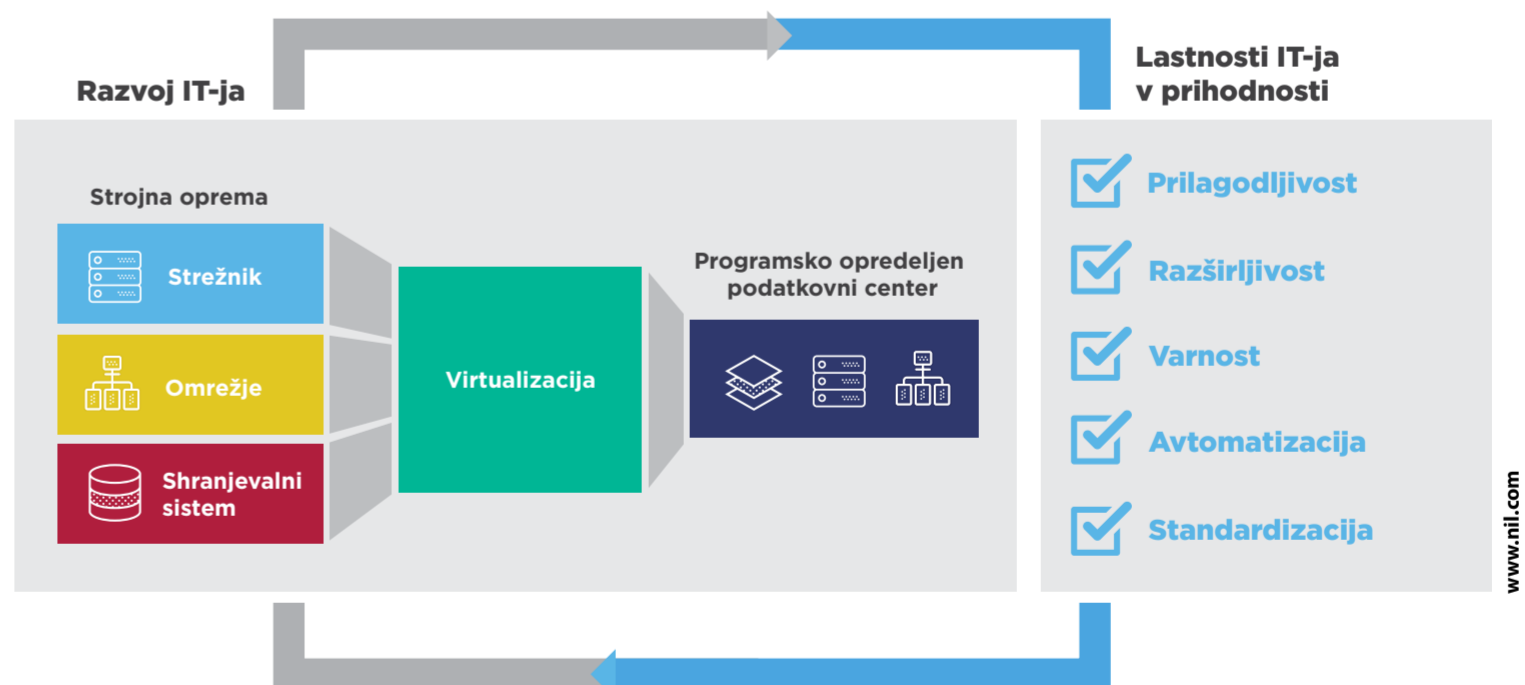 Razvoj IT-ja
Lastnosti IT-ja
v prihodnosti
Strojna oprema
Strežnik
Omrežje
Shranjevalni
sistem
Virtualizacija
Programsko opredeljen
podatkovni center
Prilagodljivost
Razširljivost
Varnost
Avtomatizacija
Standardizacija
www.nil.com